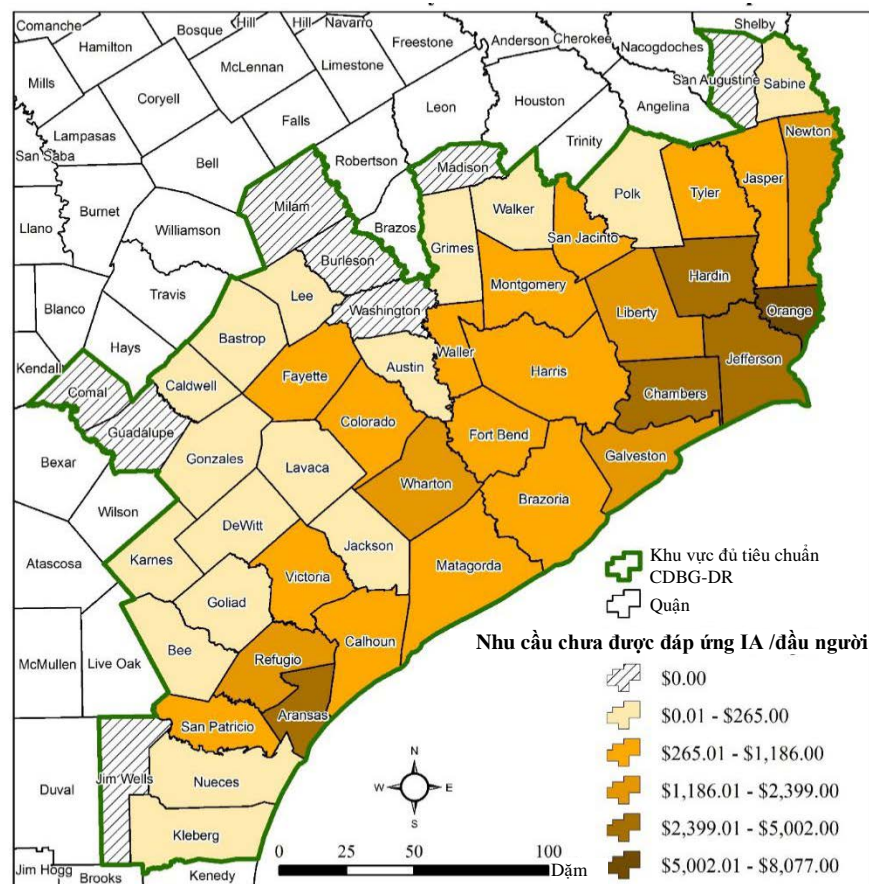 Comanche
Hamilton
Bosque
Hill
Hill
Navarro
Freestone
Anderson
Cherokee
Nacogdoches
Shelby
Mills
McLennan
Limestone
San Augustine
Sabine
Coryell
Leon
Houston
Angelina
Falls
Newton
Lampasas
Trinity
San Saba
Bell
Robertson
Madison
Jasper
Burnet
Milam
Walker
Polk
Tyler
Llano
Williamson
Brazos
Grimes
San Jacinto
Burleson
Hardin
Lee
Montgomery
Blanco
Travis
Washington
Liberty
Orange
Bastrop
Hays
Waller
Jefferson
Kendall
Caldwell
Fayette
Austin
Harris
Comal
Chambers
Colorado
Guadalupe
Fort Bend
Galveston
Bexar
Gonzales
Lavaca
Wharton
Brazoria
Wilson
DeWitt
Jackson
Karnes
Matagorda
Atascosa
Victoria
Goliad
Calhoun
McMullen
Live Oak
Bee
Refugio
San Patricio
Aransas
Duval
Jim Wells
Nueces
Kleberg
Jim Hogg
Brooks
Kenedy
Khu vực đủ tiêu chuẩn
CDBG-DR
Quận
Nhu cầu chưa được đáp ứng IA /đầu người
$0.00
$0.01 - $265.00
$265.01 - $1,186.00
$1,186.01 - $2,399.00
$2,399.01 - $5,002.00
$5,002.01 - $8,077.00
N
W E
S
0 25 50 100
Dặm